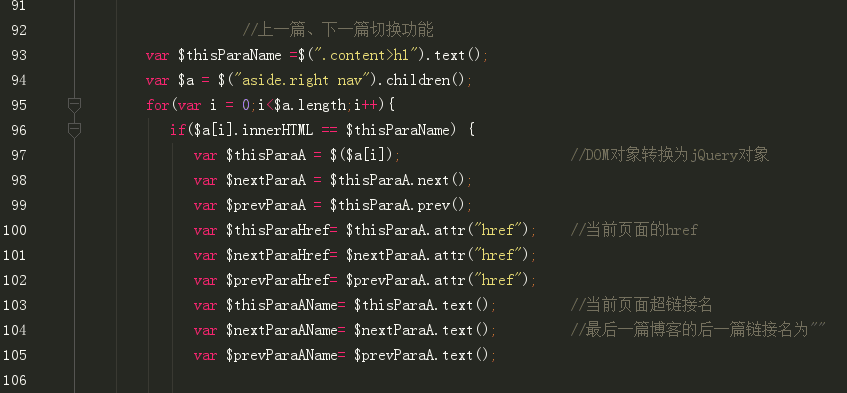 91
92 //上一篇、下一篇切换功能
93 var $thisParaName =$(".content>h1").text();
94 var $a = $("aside.right nav").children();
95 for(var i = 0;i<$a.length;i++){
96 if($a[i].innerHTML == $thisParaName) {
97 var $thisParaA = $($a[i]); //DOM对象转换为jQuery对象
98 var $nextParaA = $thisParaA.next();
99 var $prevParaA = $thisParaA.prev();
100 var $thisParaHref= $thisParaA.attr("href"); //当前页面的href
101 var $nextParaHref= $nextParaA.attr("href");
102 var $prevParaHref= $prevParaA.attr("href");
103 var $thisParaAName= $thisParaA.text(); //当前页面超链接名
104 var $nextParaAName= $nextParaA.text(); //最后一篇博客的后一篇链接名为""
105 var $prevParaAName= $prevParaA.text();
106